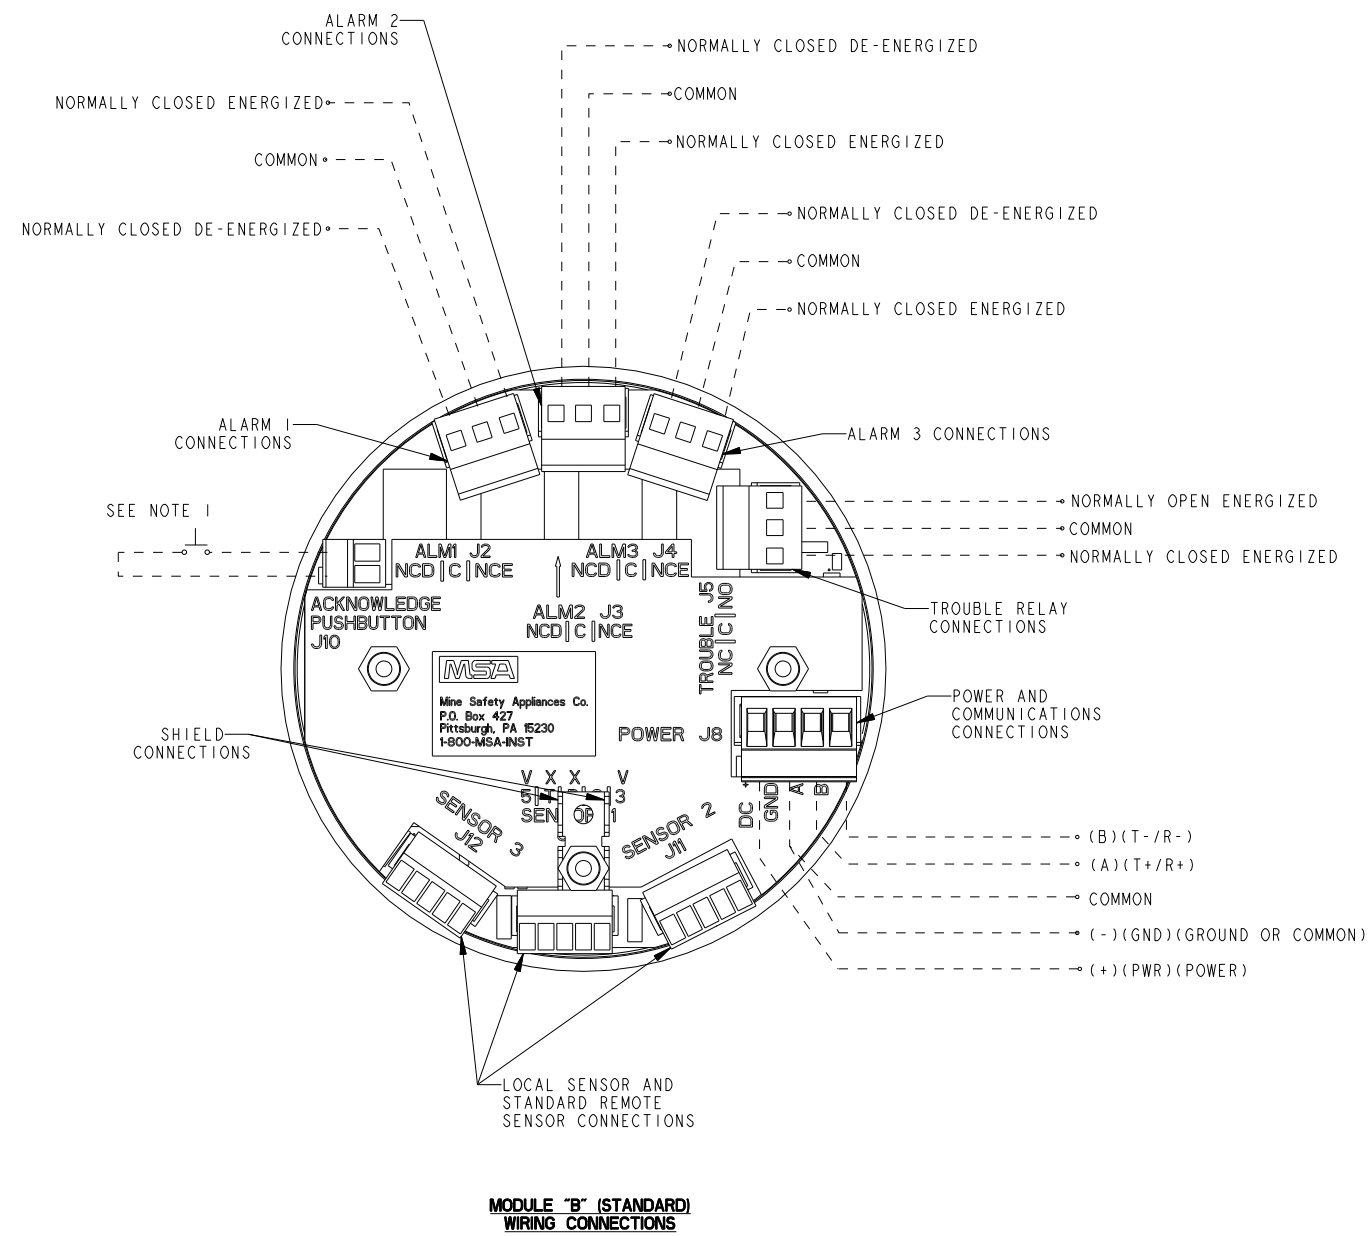 ALARM 2
CONNECTIONS
NORMALLY CLOSED DE-ENERGIZED
COMMON
NORMALLY CLOSED ENERGIZED
NORMALLY CLOSED ENERGIZED
COMMON
NORMALLY CLOSED DE-ENERGIZED
NORMALLY CLOSED DE-ENERGIZED
COMMON
NORMALLY CLOSED ENERGIZED
ALARM 1
CONNECTIONS
ALARM 3 CONNECTIONS
SEE NOTE 1
NORMALLY OPEN ENERGIZED
COMMON
NORMALLY CLOSED ENERGIZED
ALM1 J2
NCD | C | NCE
ALM3 J4
NCD | C | NCE
ALM2 J3
NCD | C | NCE
ACKNOWLEDGE
PUSHBUTTON
J10
TROUBLE J5
NC | C | NO
TROUBLE RELAY
CONNECTIONS
MSA
Mine Safety Appliances Co.
P.O. Box 427
Pittsburgh, PA 15230
1-800-MSA-INST
POWER J8
POWER AND
COMMUNICATIONS
CONNECTIONS
SHIELD
CONNECTIONS
V X X V
5 3
1
DC +
GND
A
B
SENSOR 3
J12
SENSOR 2
J11
(B)(T-/R-)
(A)(T+/R+)
COMMON
(-)(GND)(GROUND OR COMMON)
(+)(PWR)(POWER)
LOCAL SENSOR AND
STANDARD REMOTE
SENSOR CONNECTIONS
MODULE "B" (STANDARD)
WIRING CONNECTIONS